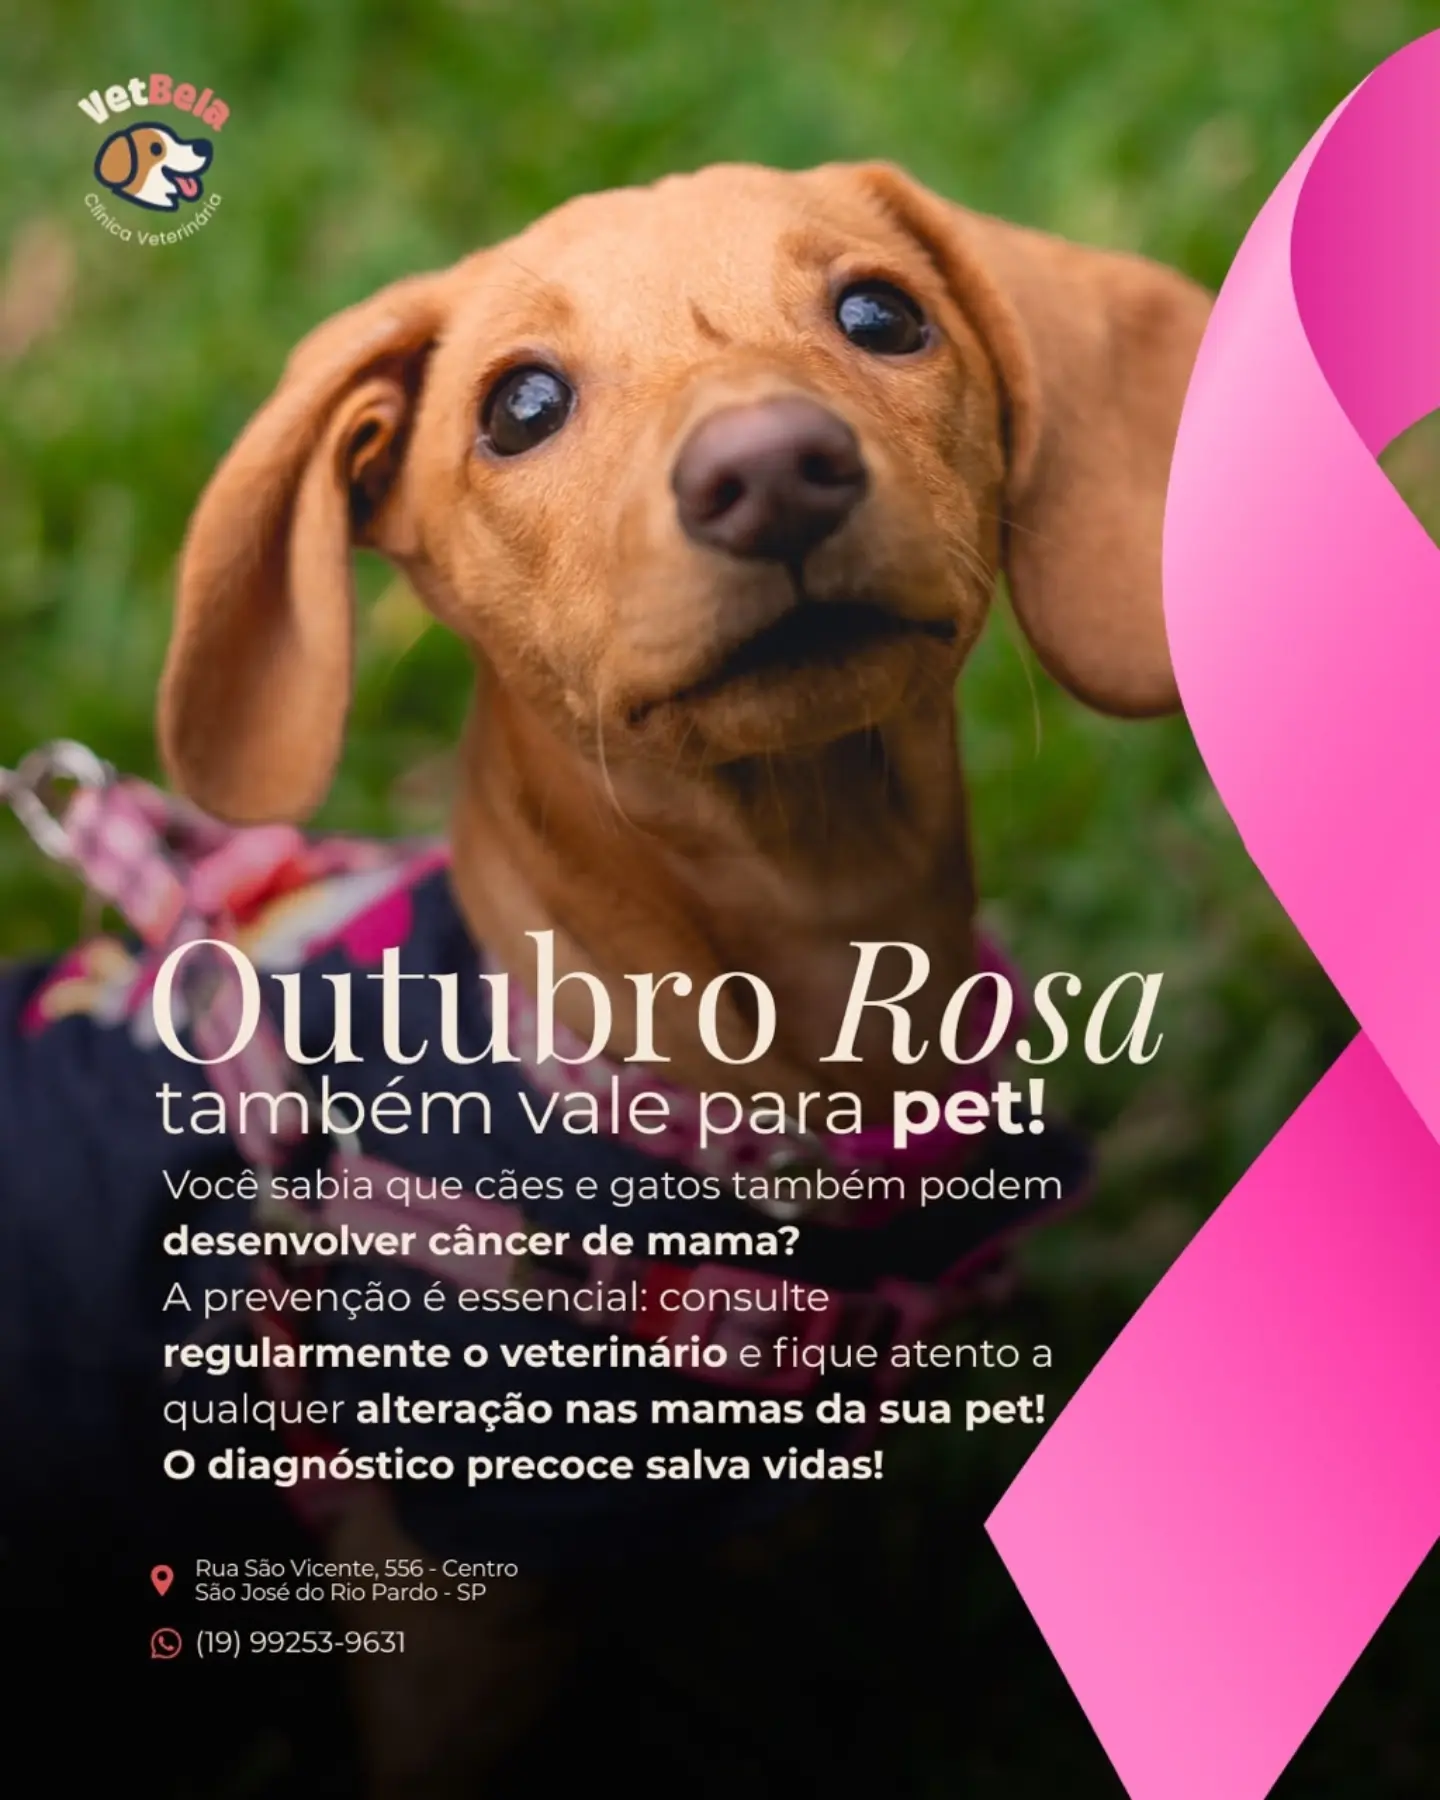 VetBela
Clínica Veterinária
Outubro Rosa
também vale para pet!
Você sabia que cães e gatos também podem
desenvolver câncer de mama?
A prevenção é essencial: consulte
regularmente o veterinário e fique atento a
qualquer alteração nas mamas da sua pet!
O diagnóstico precoce salva vidas!
Rua São Vicente, 556 - Centro
São José do Rio Pardo - SP
(19) 99253-9631